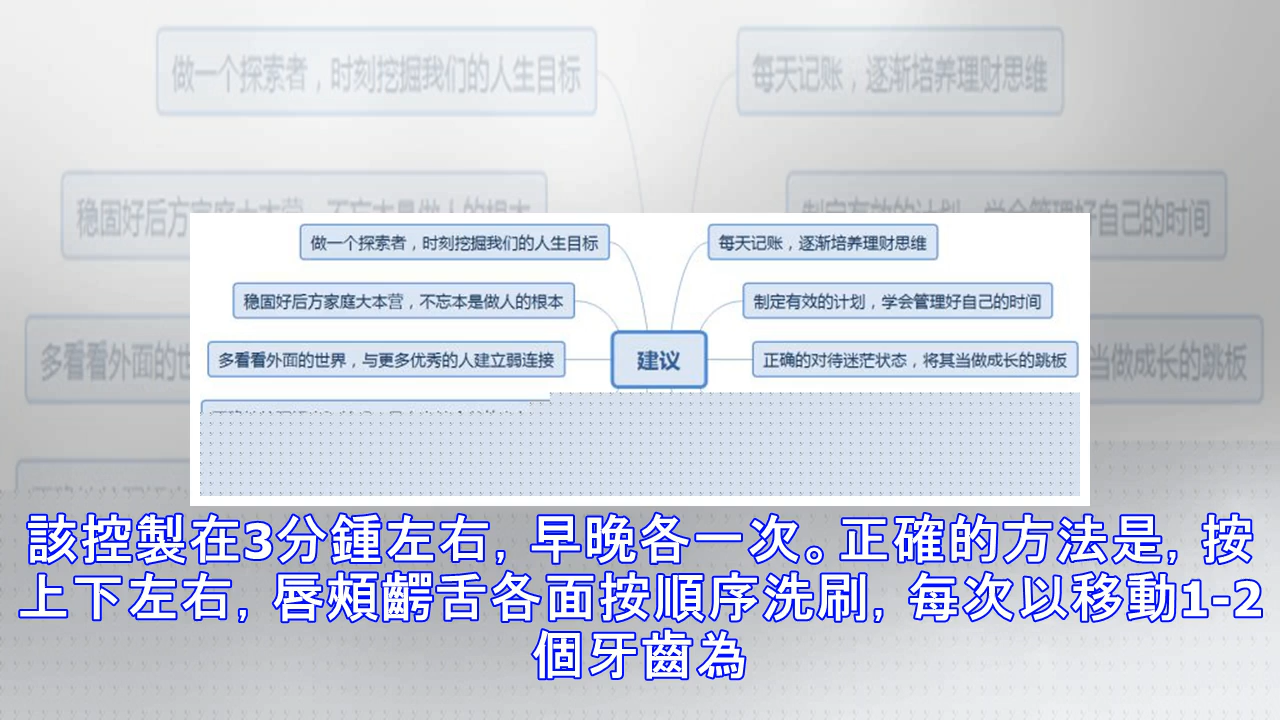 做一个探索者，时刻挖掘我们的人生目标
每天记账，逐渐培养理财思维
稳固好后方家庭大本营，不忘本是做人的根本
制定有效的计划，学会管理好自己的时间
多看看外面的世界，与更多优秀的人建立弱连接
建议
正确的对待迷茫状态，将其当做成长的跳板
該控製在3分鍾左右, 早晚各一次。正確的方法是, 按
上下左右, 唇頰齶舌各面按順序洗刷, 每次以移動1-2
個牙齒為